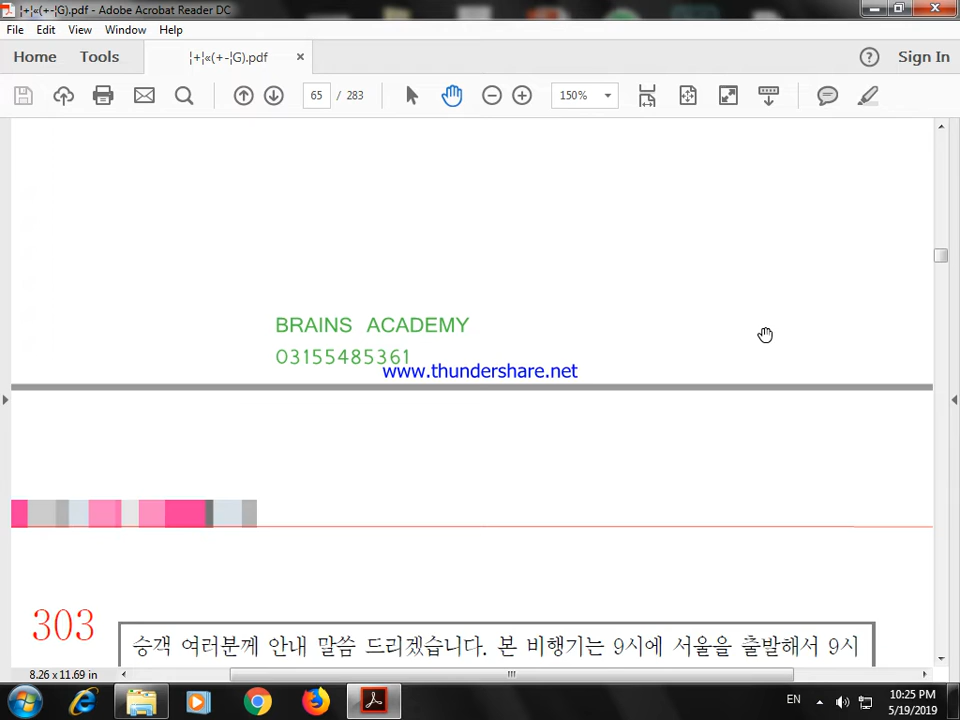 ¦+¦«(+-¦G).pdf - Adobe Acrobat Reader DC
File Edit View Window Help
Home Tools ¦+¦«(+-¦G).pdf × Sign In
65 / 283 150%
BRAINS ACADEMY
03155485361
www.thundershare.net
303
승객 여러분께 안내 말씀 드리겠습니다. 본 비행기는 9시에 서울을 출발해서 9시
8.26 x 11.69 in
EN 10:25 PM
5/19/2019